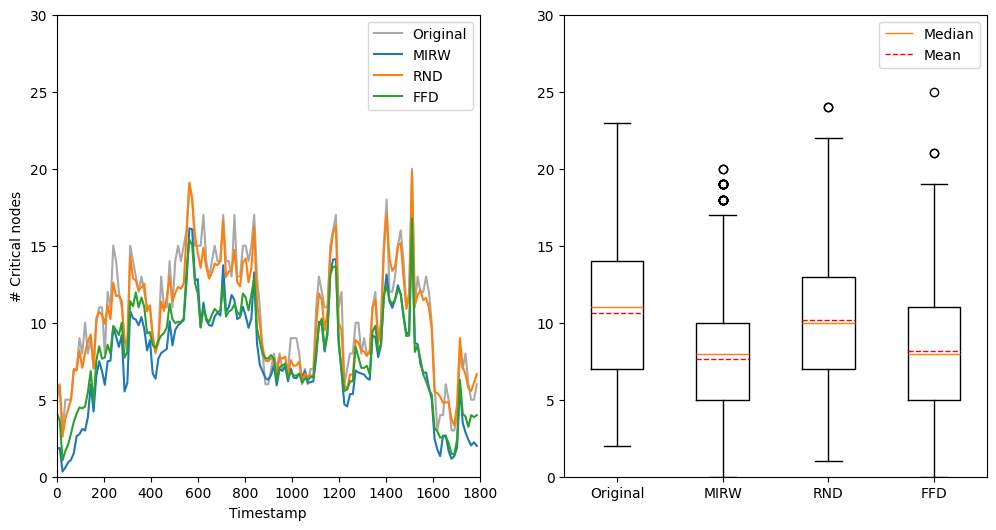 30
25
20
15
10
5
0
# Critical nodes
0 200 400 600 800 1000 1200 1400 1600 1800
Timestamp
Original
MIRW
RND
FFD
30
25
20
15
10
5
0
Original MIRW RND FFD
Median
Mean